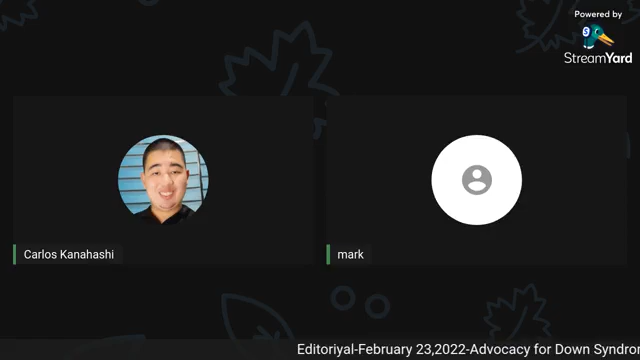 Powered by
StreamYard
Carlos Kanahashi
mark
Editoriyal-February 23,2022-Advocacy for Down Syndro